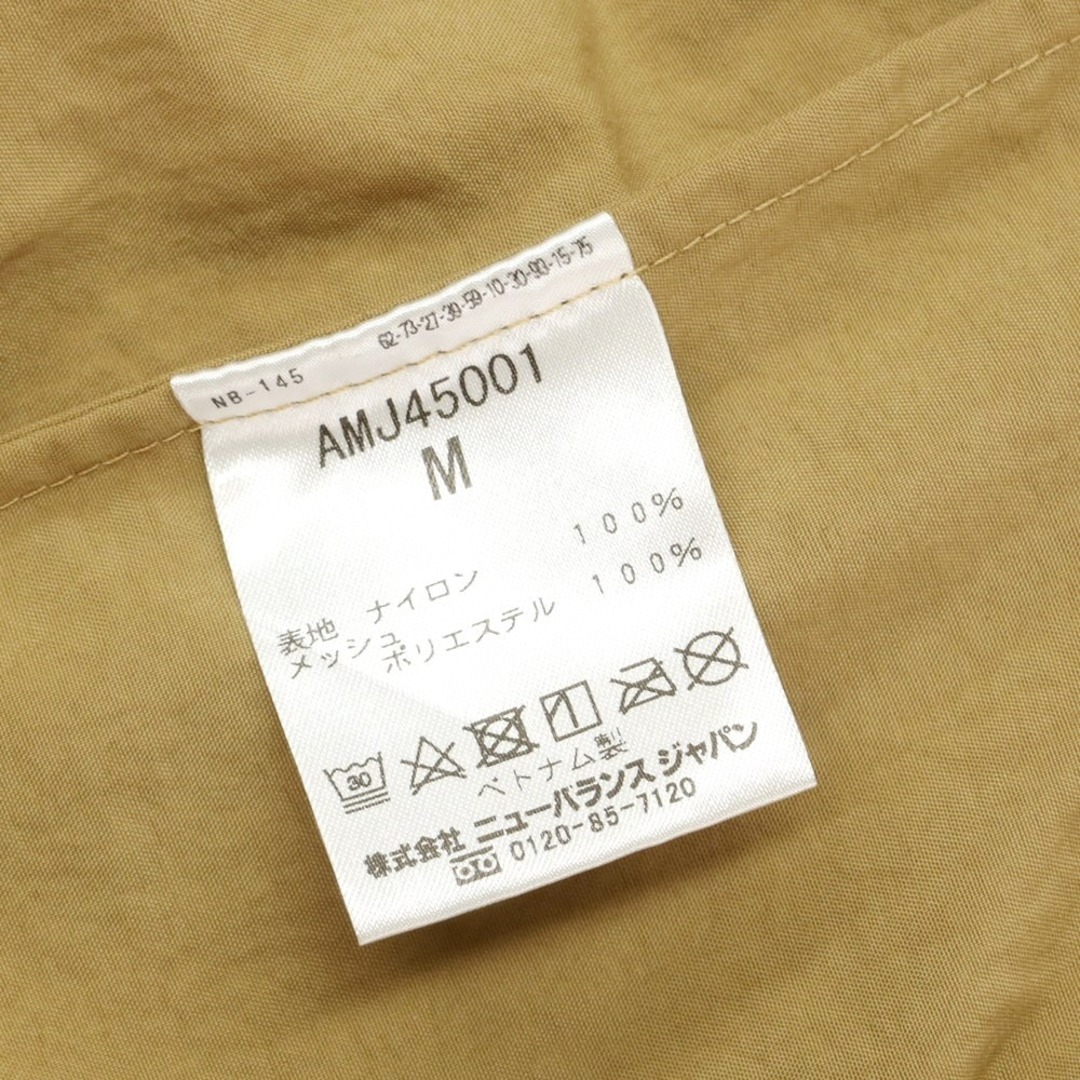 62-73-27-39-59-10-30-93-15-75
NB-145
AMJ45001
M
表地 ナイロン 100%
メッシュ
ポリエステル 100%
30
ベトナム製
株式会社 ニューバランスジャパン
0120-85-7120